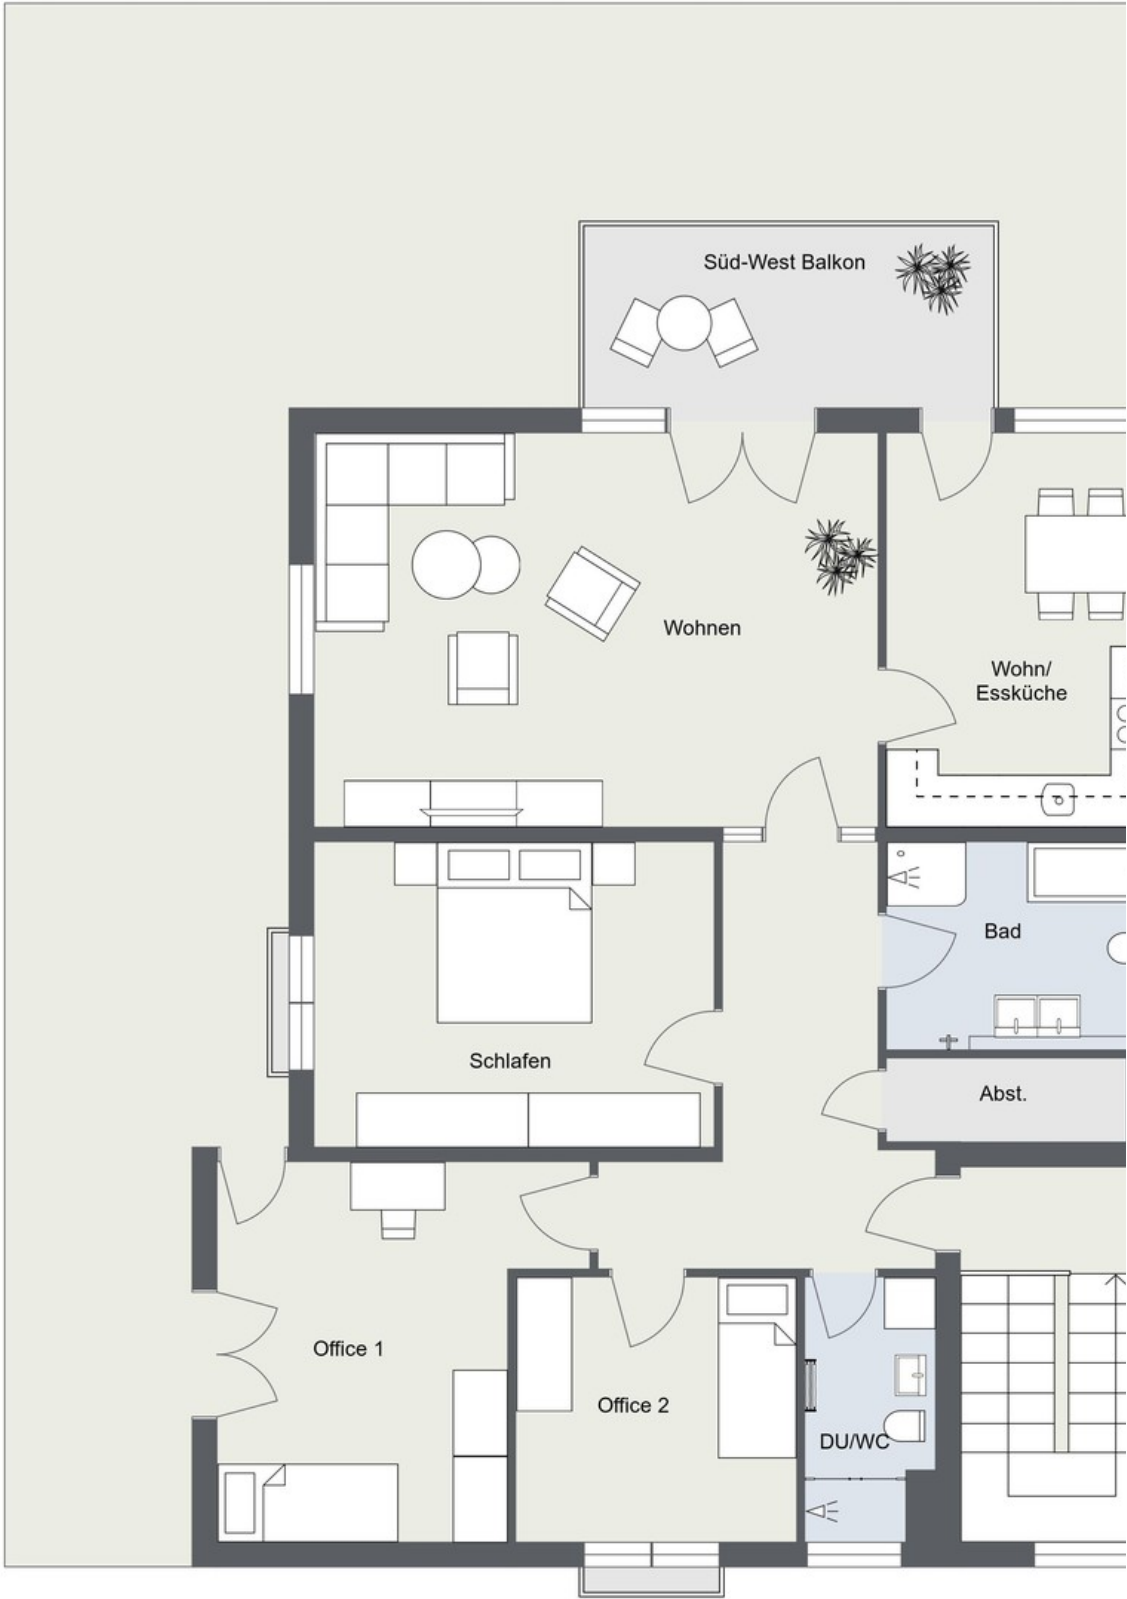 Süd-West Balkon
Wohnen
Wohn/
Essküche
Bad
Schlafen
Abst.
Office 1
Office 2
DU/WC